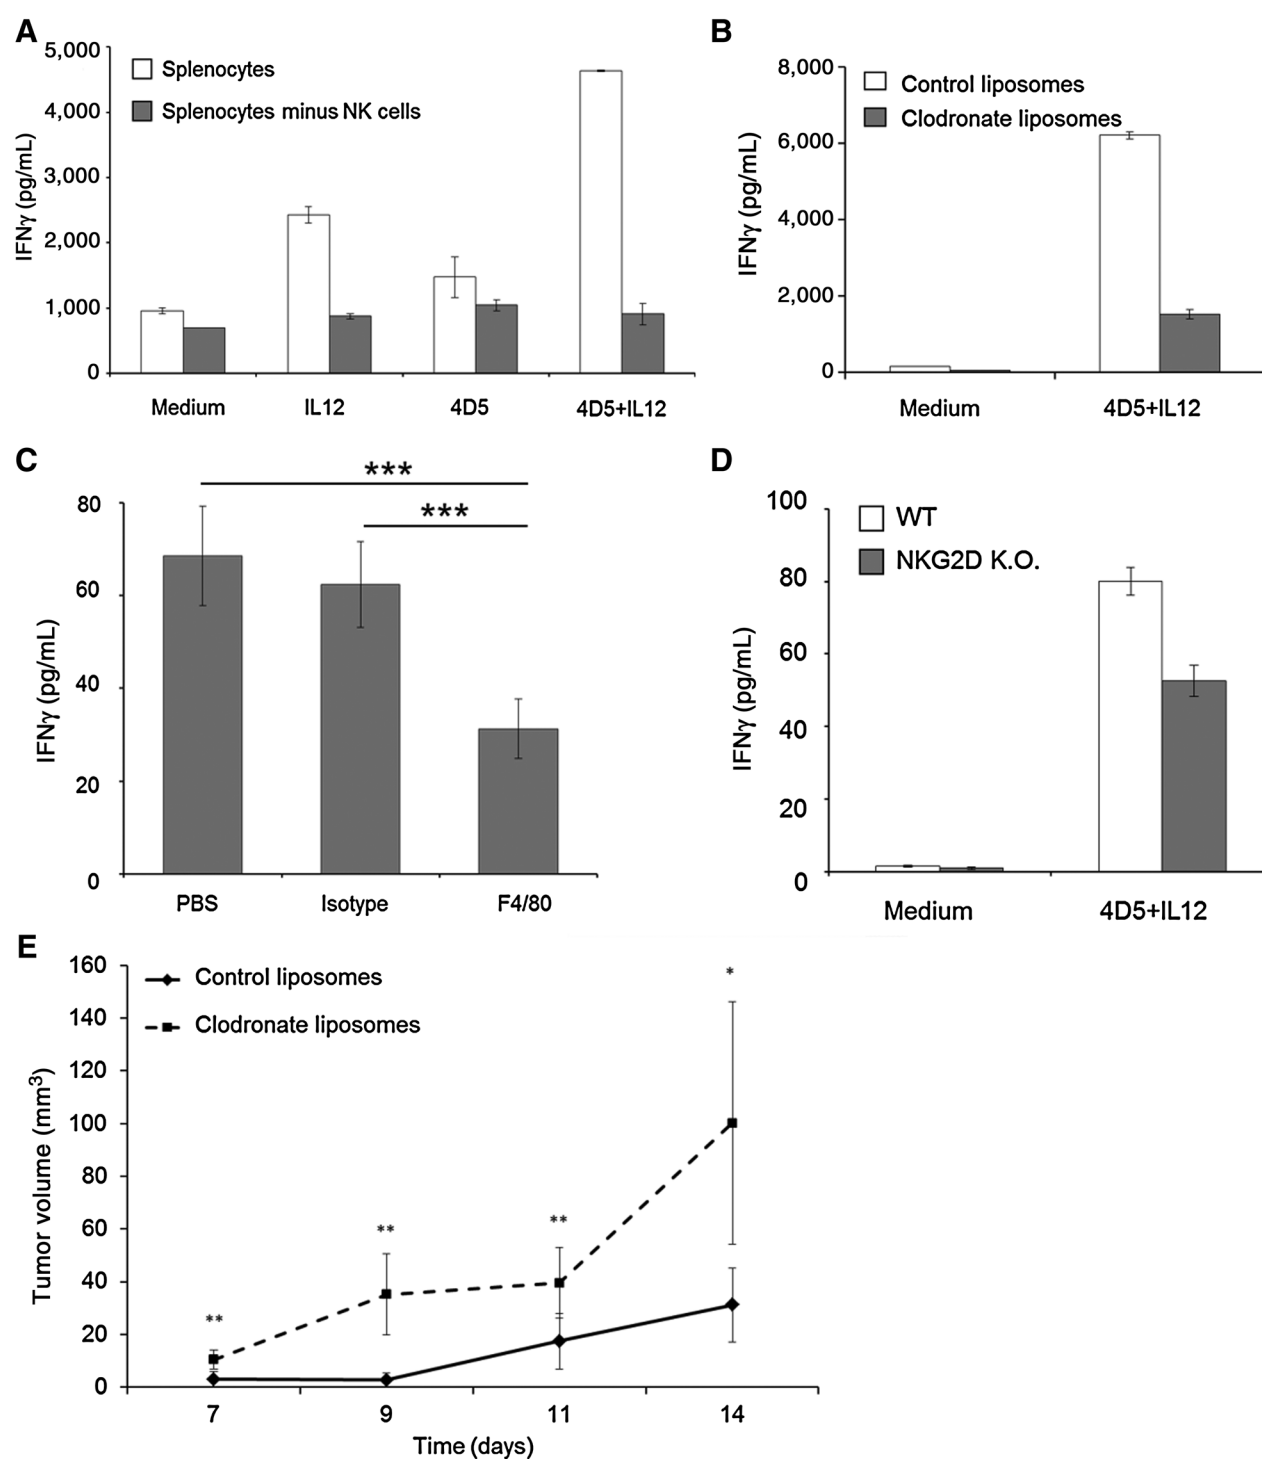 A
IFNγ (pg/mL)
5,000
4,000
3,000
2,000
1,000
0
Splenocytes
Splenocytes minus NK cells
Medium IL12 4D5 4D5+IL12
B
IFNγ (pg/mL)
8,000
6,000
4,000
2,000
0
Control liposomes
Clodronate liposomes
Medium 4D5+IL12
C
IFNγ (pg/mL)
80
60
40
20
0
***
***
PBS Isotype F4/80
D
IFNγ (pg/mL)
100
80
60
40
20
0
WT
NKG2D K.O.
Medium 4D5+IL12
E
Tumor volume (mm³)
160
140
120
100
80
60
40
20
0
Control liposomes
Clodronate liposomes
**
**
**
*
7 9 11 14
Time (days)